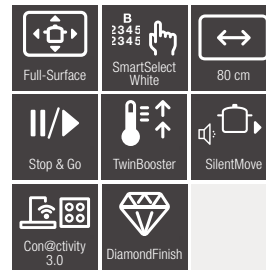 Full-Surface
B
2345
2345
SmartSelect
White
80 cm
Stop & Go
TwinBooster
SilentMove
Con@ctivity
3.0
DiamondFinish